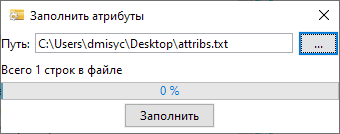 Заполнить атрибуты
Путь: C:\Users\dmisyc\Desktop\attribs.txt ...
Всего 1 строк в файле
0 %
Заполнить